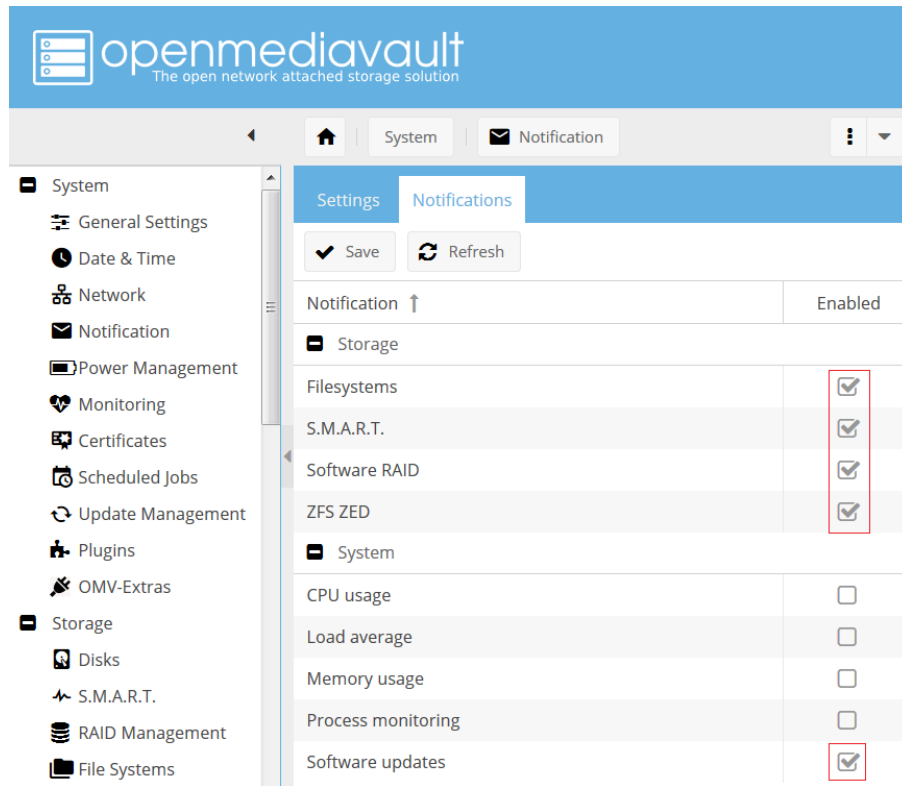 openmediavault
The open network attached storage solution
System
Notification
System
General Settings
Date & Time
Network
Notification
Power Management
Monitoring
Certificates
Scheduled Jobs
Update Management
Plugins
OMV-Extras
Storage
Disks
S.M.A.R.T.
RAID Management
File Systems
Settings
Notifications
Save
Refresh
Notification
Enabled
Storage
Filesystems
S.M.A.R.T.
Software RAID
ZFS ZED
System
CPU usage
Load average
Memory usage
Process monitoring
Software updates